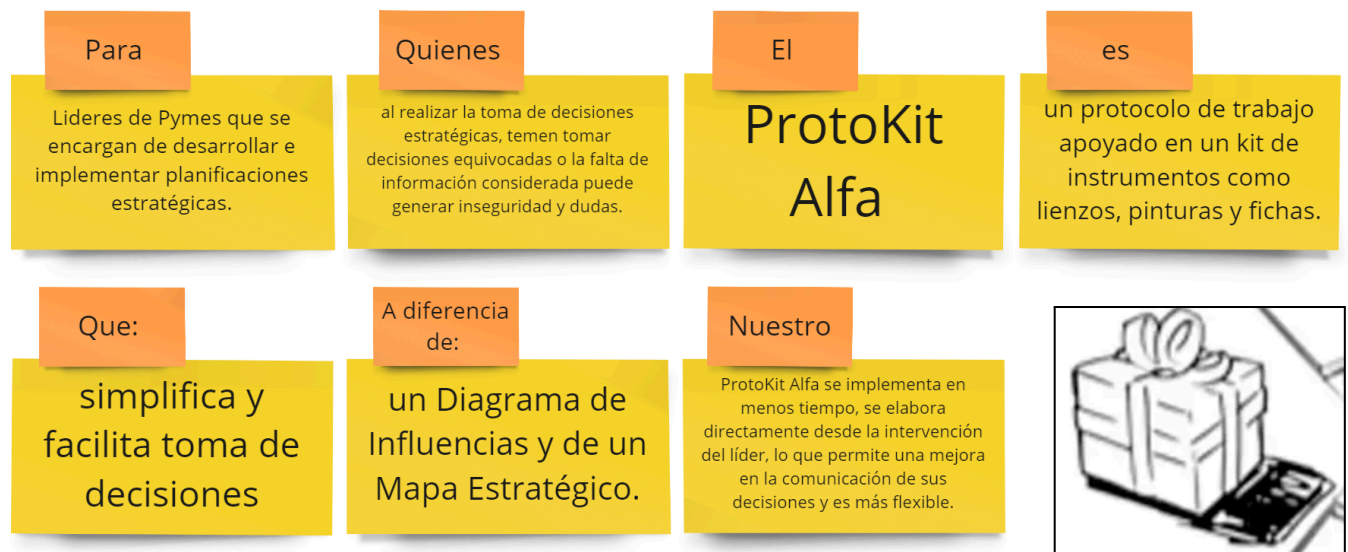 Para
Lideres de Pymes que se
encargan de desarrollar e
implementar planificaciones
estratégicas.
Quienes
al realizar la toma de decisiones
estratégicas, temen tomar
decisiones equivocadas o la falta de
información considerada puede
generar inseguridad y dudas.
El
ProtoKit
Alfa
es
un protocolo de trabajo
apoyado en un kit de
instrumentos como
lienzos, pinturas y fichas.
Que:
simplifica y
facilita toma de
decisiones
A diferencia
de:
un Diagrama de
Influencias y de un
Mapa Estratégico.
Nuestro
ProtoKit Alfa se implementa en
menos tiempo, se elabora
directamente desde la intervención
del líder, lo que permite una mejora
en la comunicación de sus
decisiones y es más flexible.